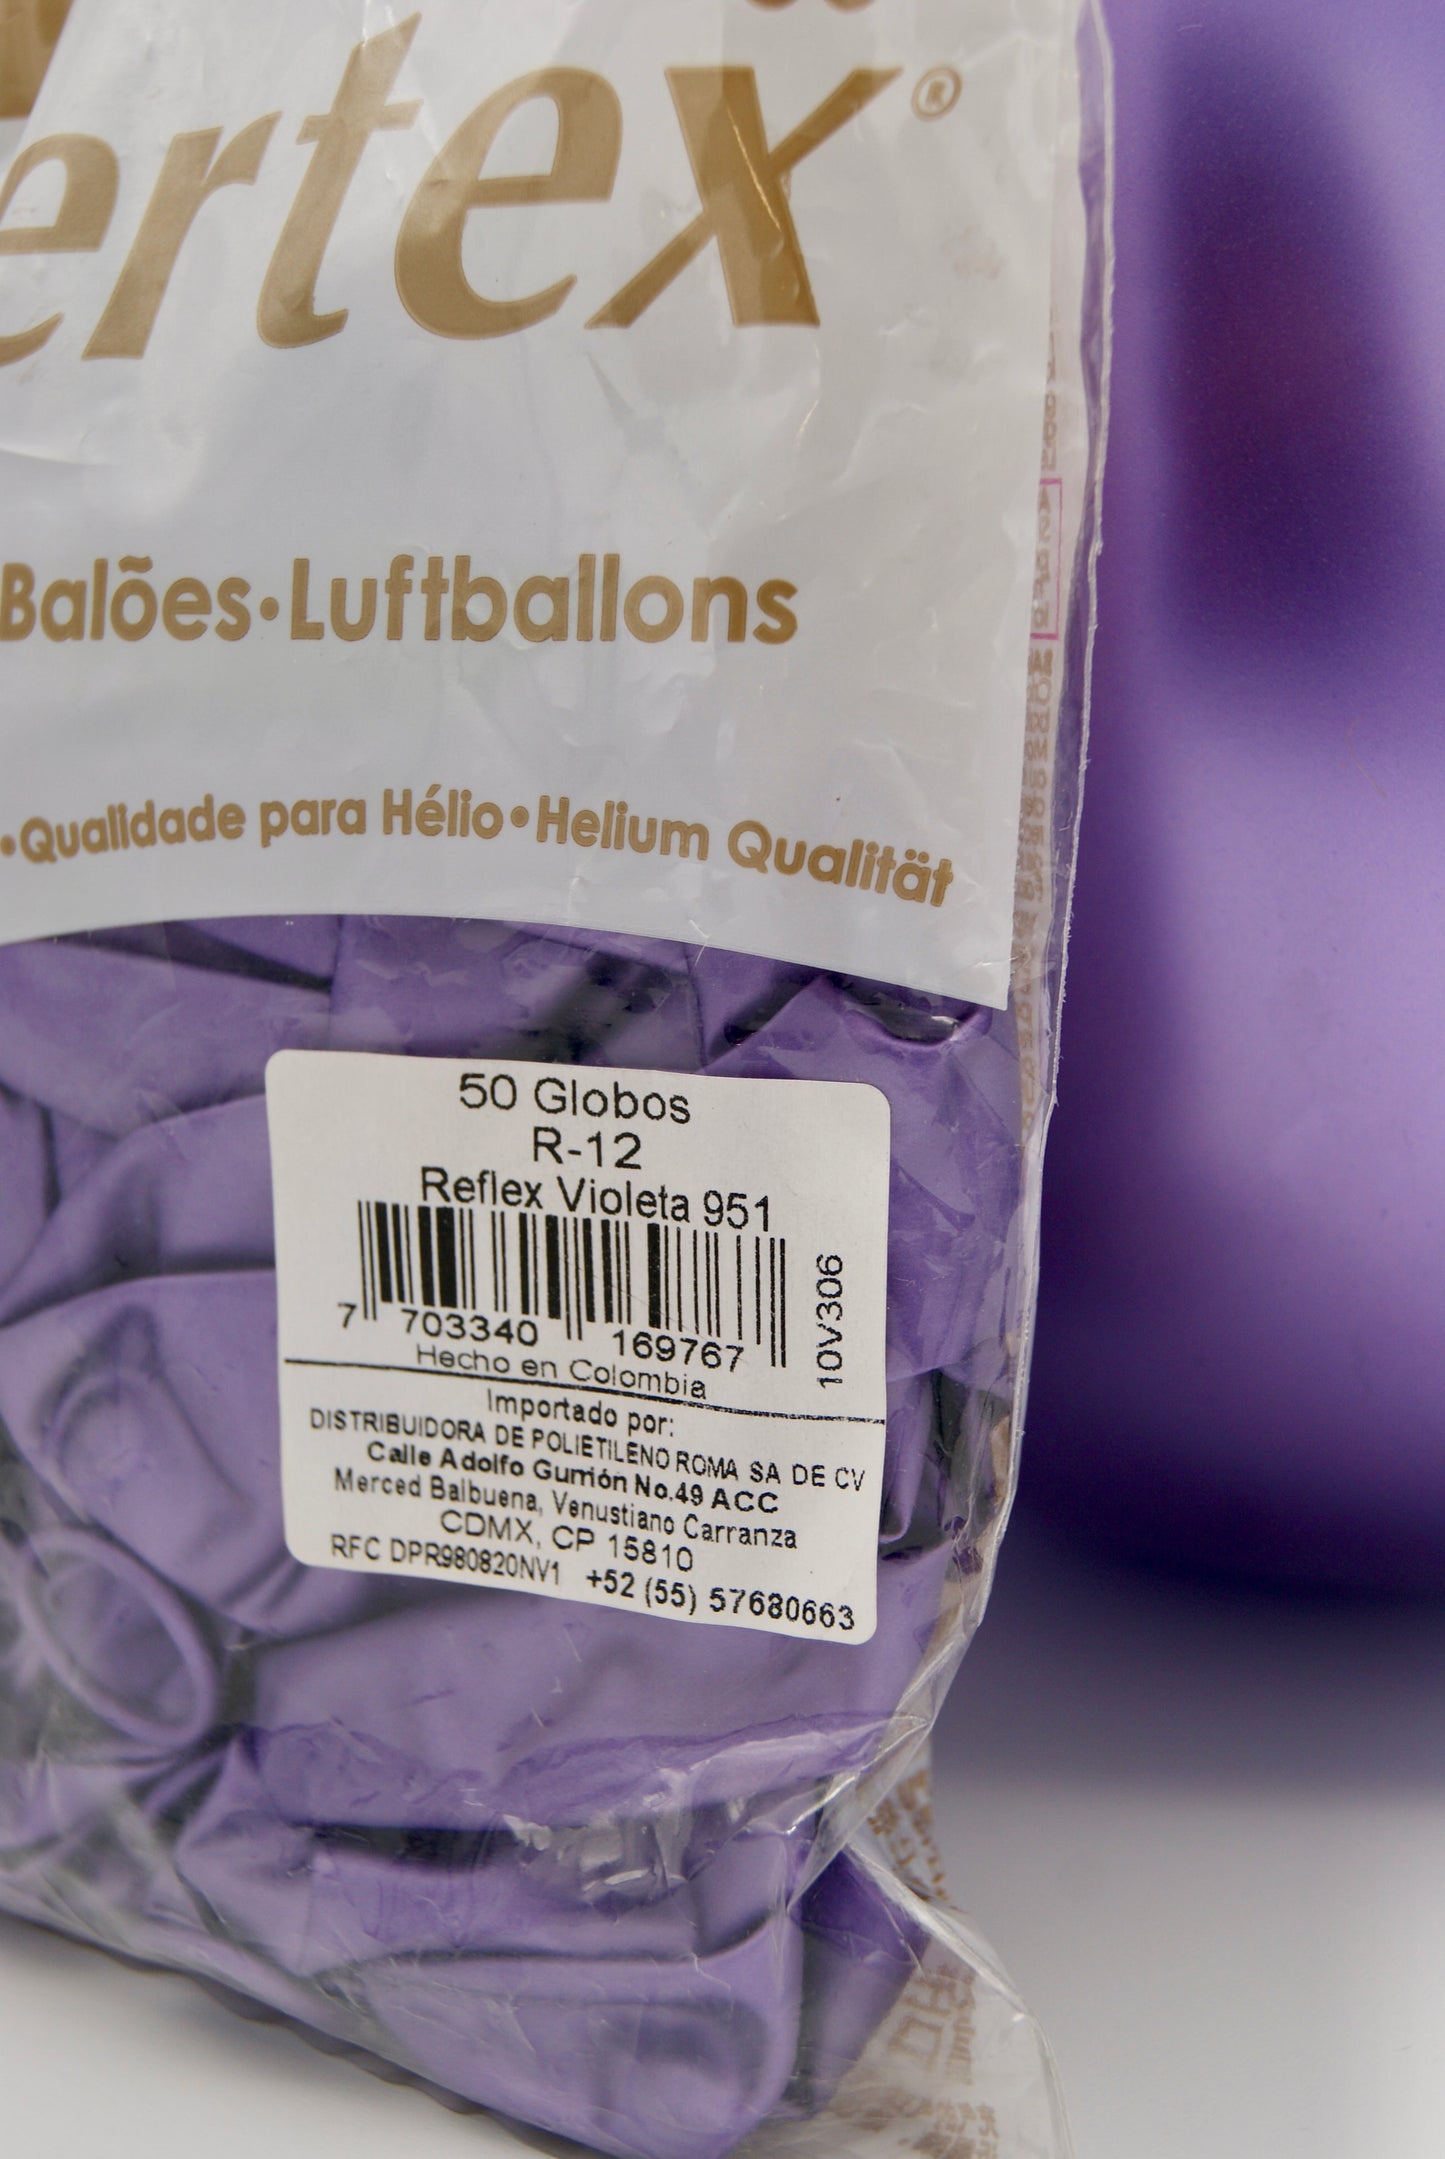 ertex®
Balões·Luftballons
·Qualidade para Hélio·Helium Qualität
50 Globos
R-12
Reflex Violeta 951
7 703340 169767
10V306
Hecho en Colombia
Importado por:
DISTRIBUIDORA DE POLIETILENO ROMA SA DE CV
Calle Adolfo Gurrión No.49 ACC
Merced Balbuena, Venustiano Carranza
CDMX, CP 15810
RFC DPR980820NV1 +52 (55) 57680663